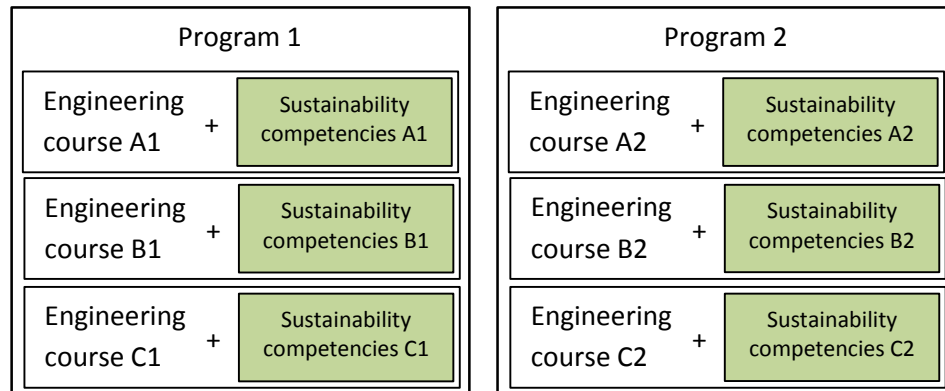 Program 1
Engineering
course A1
+
Sustainability
competencies A1
Engineering
course B1
+
Sustainability
competencies B1
Engineering
course C1
+
Sustainability
competencies C1
Program 2
Engineering
course A2
+
Sustainability
competencies A2
Engineering
course B2
+
Sustainability
competencies B2
Engineering
course C2
+
Sustainability
competencies C2